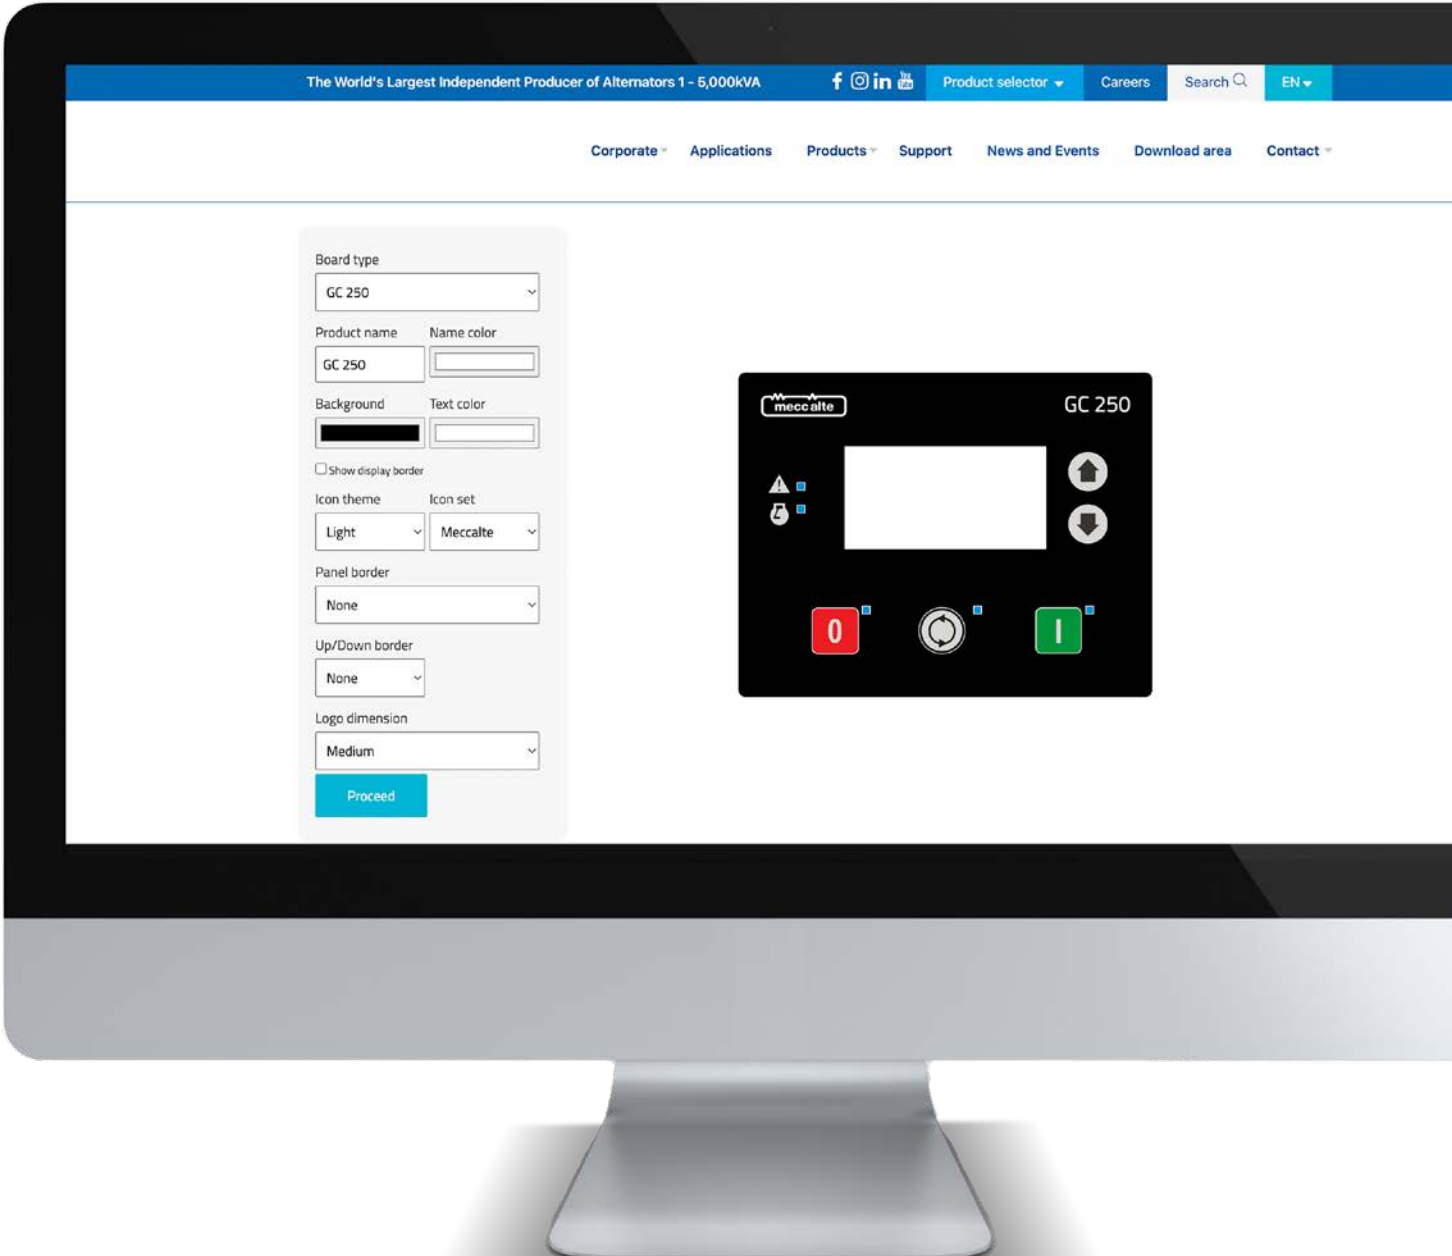 The World's Largest Independent Producer of Alternators 1 - 5,000kVA
Product selector
Careers
Search
EN
Corporate
Applications
Products
Support
News and Events
Download area
Contact
Board type
GC 250
Product name
Name color
GC 250
Background
Text color
Show display border
Icon theme
Icon set
Light
Meccalte
Panel border
None
Up/Down border
None
Logo dimension
Medium
Proceed
mecc alte
GC 250
0
I